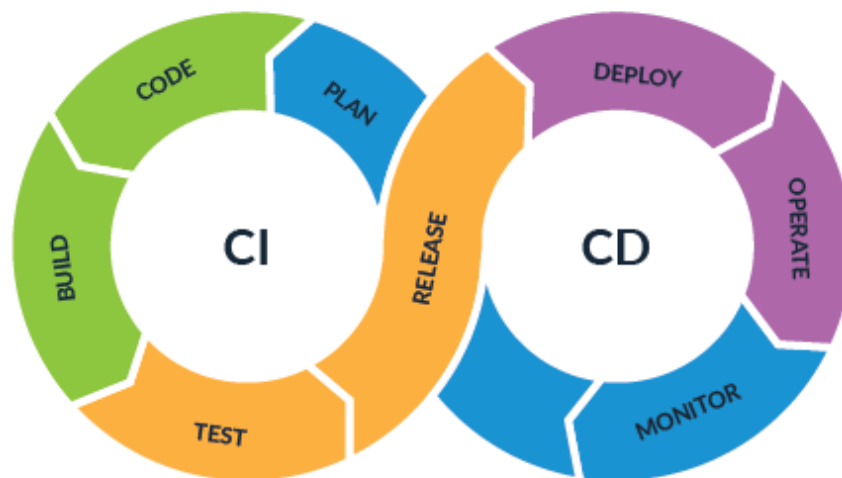 PLAN
CODE
BUILD
TEST
RELEASE
DEPLOY
OPERATE
MONITOR
CI
CD